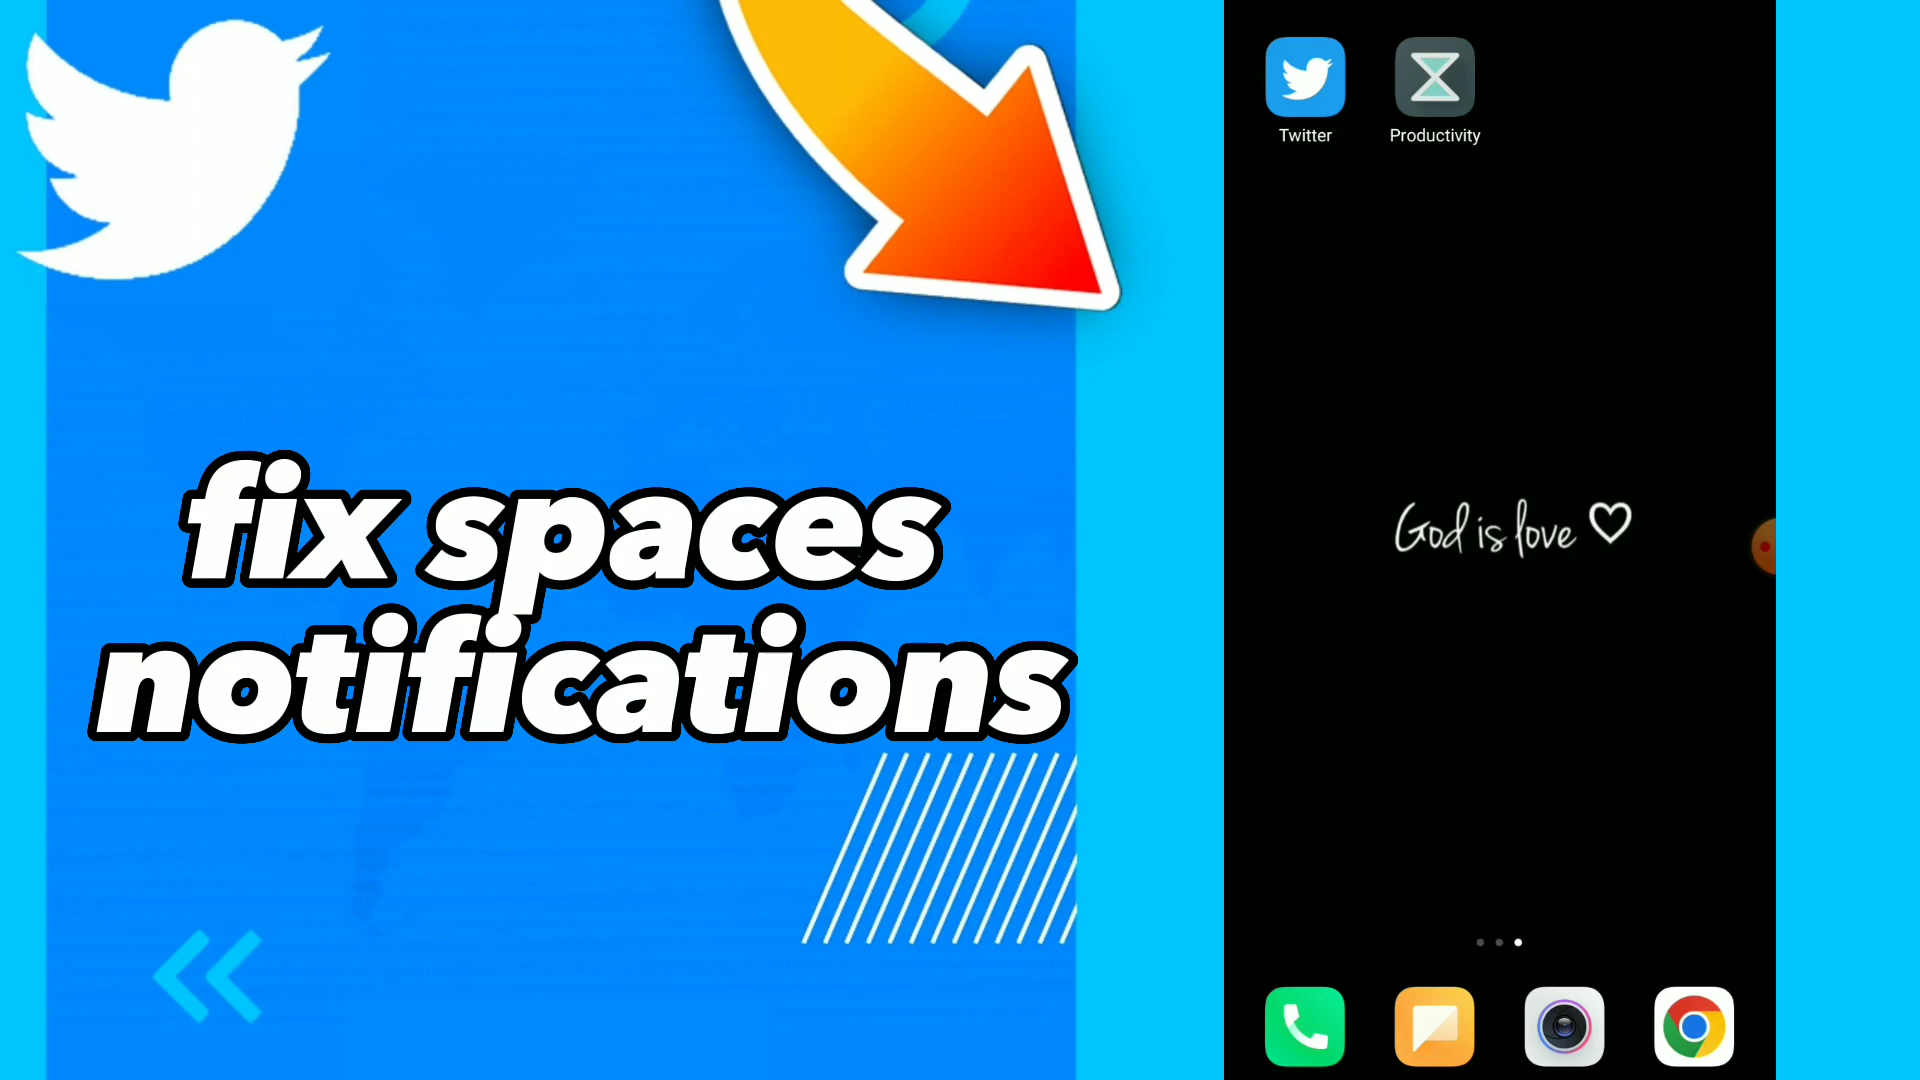 fix spaces
notifications
Twitter
Productivity
God is love